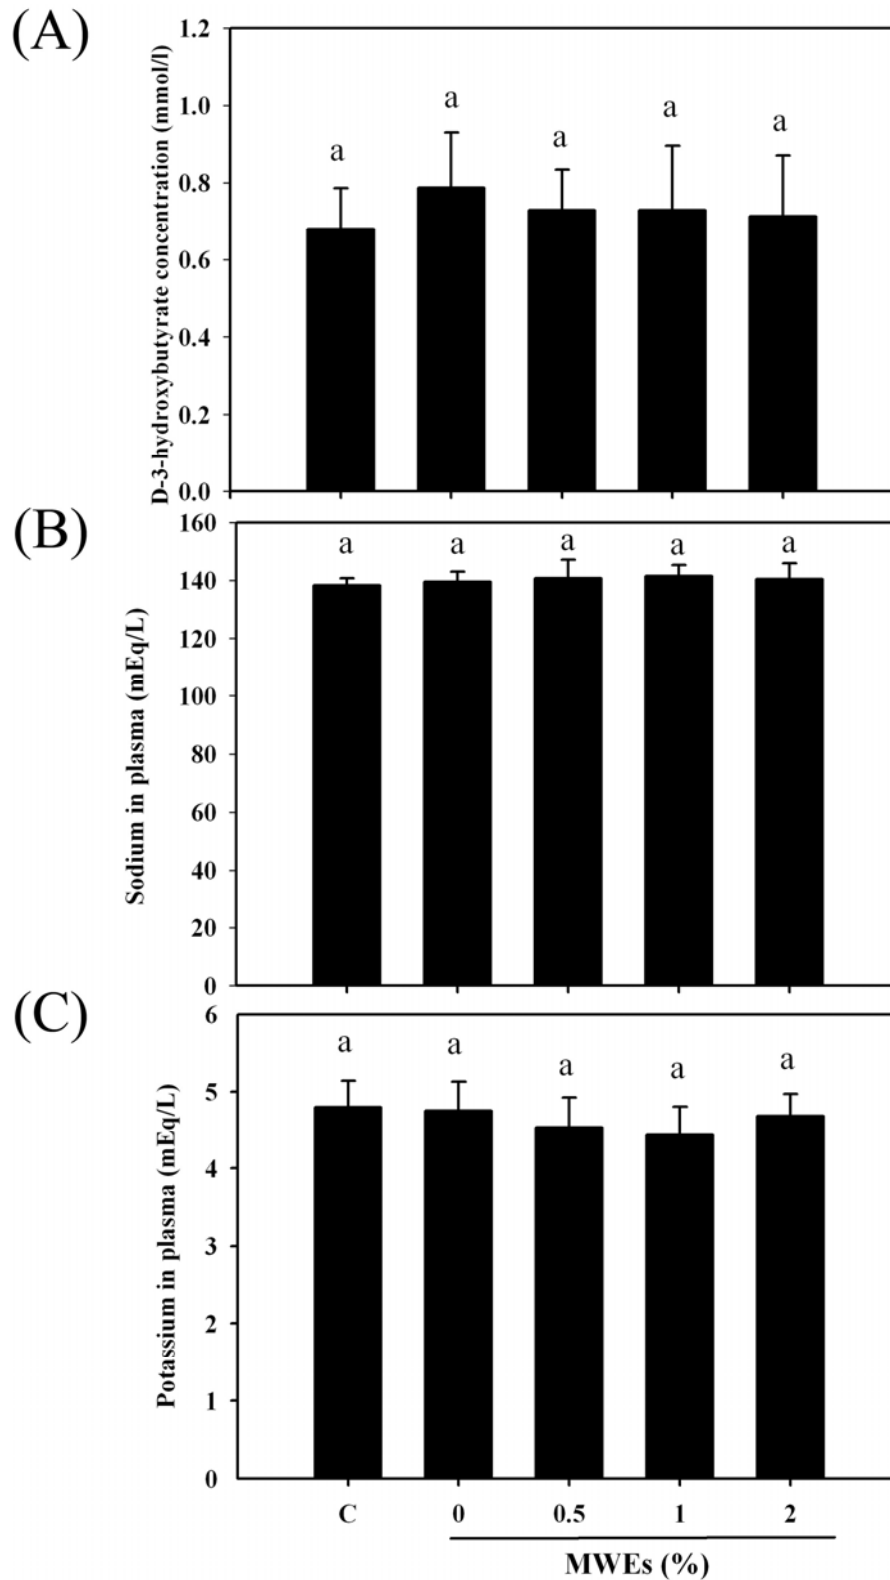 (A)
D-3-hydroxybutyrate concentration (mmol/l)
1.2
1.0
0.8
0.6
0.4
0.2
0.0
a a a a a
(B)
Sodium in plasma (mEq/L)
160
140
120
100
80
60
40
20
0
a a a a a
(C)
Potassium in plasma (mEq/L)
6
5
4
3
2
1
0
a a a a a
C 0 0.5 1 2
MWEs (%)